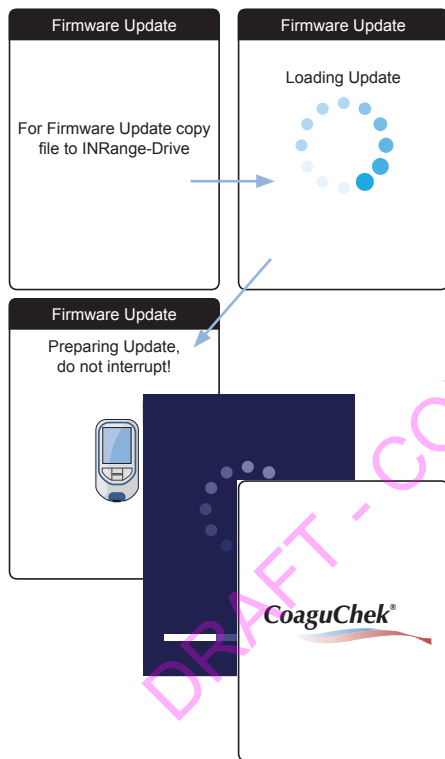 Firmware Update
For Firmware Update copy
file to INRange-Drive
Firmware Update
Loading Update
Firmware Update
Preparing Update,
do not interrupt!
CoaguChek®
DRAFT - CO